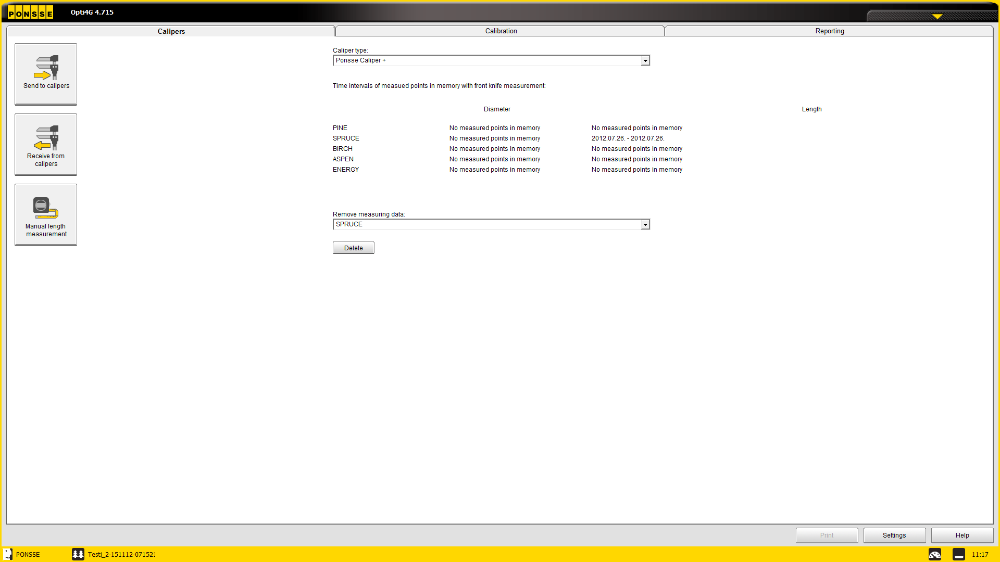 PONSSE
Opti4G 4.715
Calipers
Calibration
Reporting
Send to calipers
Receive from
calipers
Manual length
measurement
Caliper type:
Ponsse Caliper +
Time intervals of measued points in memory with front knife measurement:
Diameter
Length
PINE No measured points in memory No measured points in memory
SPRUCE No measured points in memory 2012.07.26. - 2012.07.26.
BIRCH No measured points in memory No measured points in memory
ASPEN No measured points in memory No measured points in memory
ENERGY No measured points in memory No measured points in memory
Remove measuring data:
SPRUCE
Delete
Print
Settings
Help
PONSSE
Testi_2-151112-071521
11:17